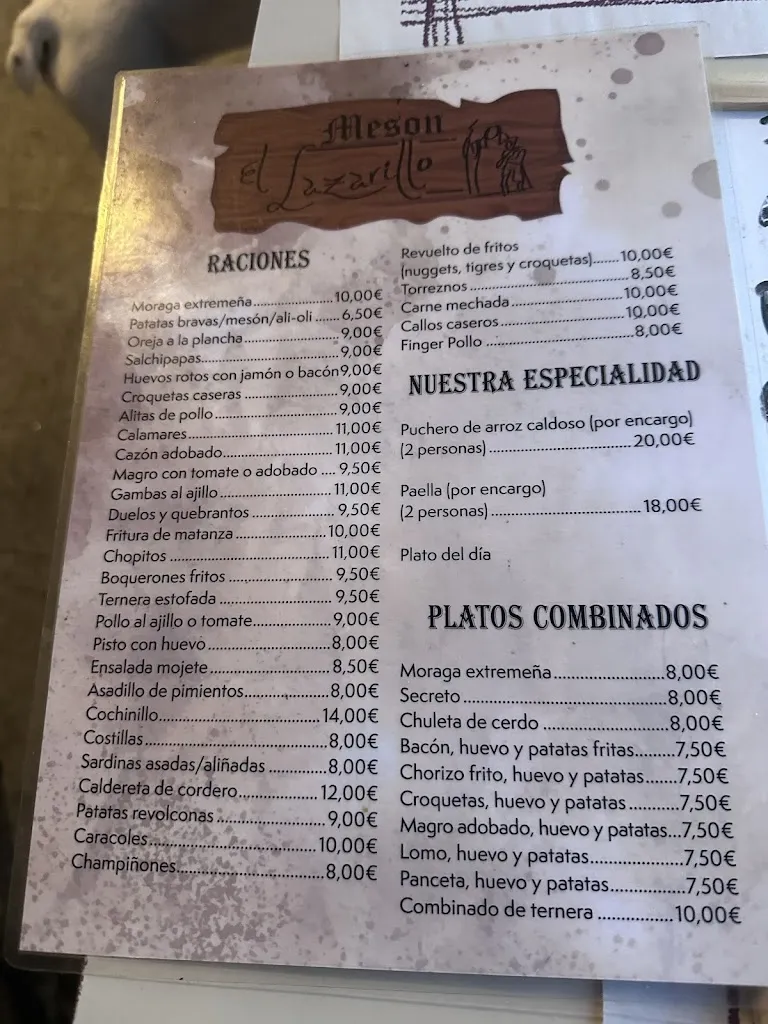 Meson
El Lazarillo
RACIONES
Moraga extremeña..................10,00€
Patatas bravas/mesón/ali-oli......6,50€
Oreja a la plancha....................9,00€
Salchipapas............................9,00€
Huevos rotos con jamón o bacón9,00€
Croquetas caseras....................9,00€
Alitas de pollo..........................9,00€
Calamares.............................11,00€
Cazón adobado.......................11,00€
Magro con tomate o adobado....9,50€
Gambas al ajillo.......................11,00€
Duelos y quebrantos.................9,50€
Fritura de matanza...................10,00€
Chopitos................................11,00€
Boquerones fritos.....................9,50€
Ternera estofada......................9,50€
Pollo al ajillo o tomate...............9,00€
Pisto con huevo.......................8,00€
Ensalada mojete......................8,50€
Asadillo de pimientos................8,00€
Cochinillo...............................14,00€
Costillas.................................8,00€
Sardinas asadas/aliñadas..........8,00€
Caldereta de cordero................12,00€
Patatas revolconas...................9,00€
Caracoles...............................10,00€
Champiñones..........................8,00€
Revuelto de fritos
(nuggets, tigres y croquetas)......10,00€
Torreznos...............................8,50€
Carne mechada.......................10,00€
Callos caseros.........................10,00€
Finger Pollo.............................8,00€
NUESTRA ESPECIALIDAD
Puchero de arroz caldoso (por encargo)
(2 personas)...........................20,00€
Paella (por encargo)
(2 personas)...........................18,00€
Plato del día
PLATOS COMBINADOS
Moraga extremeña...................8,00€
Secreto..................................8,00€
Chuleta de cerdo......................8,00€
Bacón, huevo y patatas fritas.......7,50€
Chorizo frito, huevo y patatas......7,50€
Croquetas, huevo y patatas.........7,50€
Magro adobado, huevo y patatas...7,50€
Lomo, huevo y patatas...............7,50€
Panceta, huevo y patatas............7,50€
Combinado de ternera...............10,00€